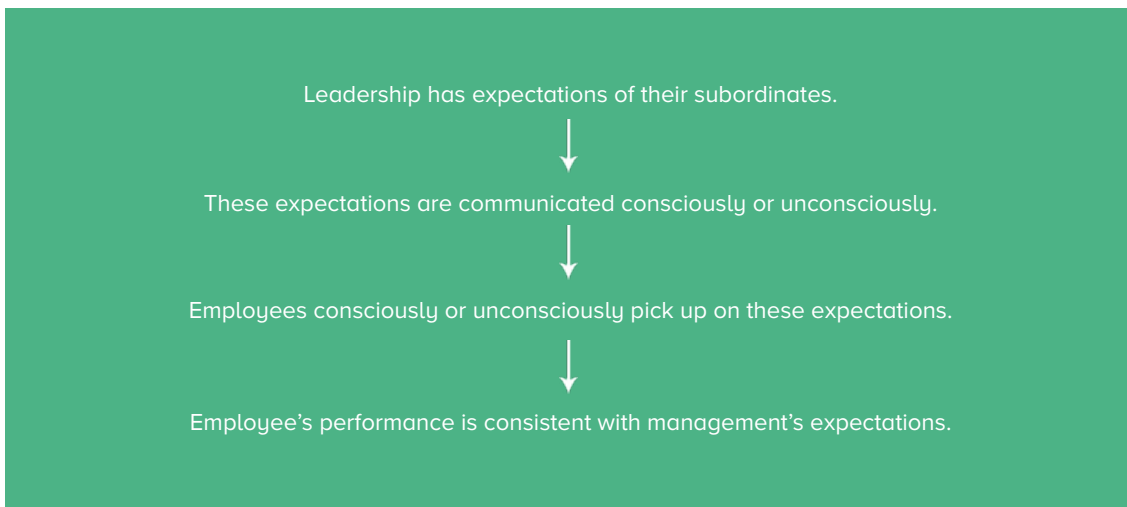 Leadership has expectations of their subordinates.
These expectations are communicated consciously or unconsciously.
Employees consciously or unconsciously pick up on these expectations.
Employee’s performance is consistent with management’s expectations.